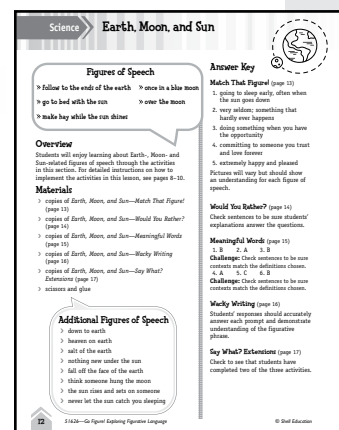 Science
Earth, Moon, and Sun
Figures of Speech
» follow to the ends of the earth
» once in a blue moon
» go to bed with the sun
» over the moon
» make hay while the sun shines
Overview
Students will enjoy learning about Earth-, Moon- and
Sun-related figures of speech through the activities
in this section. For detailed instructions on how to
implement the activities in this lesson, see pages 8–10.
Materials
> copies of Earth, Moon, and Sun—Match That Figure!
(page 13)
> copies of Earth, Moon, and Sun—Would You Rather?
(page 14)
> copies of Earth, Moon, and Sun—Meaningful Words
(page 15)
> copies of Earth, Moon, and Sun—Wacky Writing
(page 16)
> copies of Earth, Moon, and Sun—Say What?
Extensions (page 17)
> scissors and glue
Additional Figures of Speech
> down to earth
> heaven on earth
> salt of the earth
> nothing new under the sun
> fall off the face of the earth
> think someone hung the moon
> the sun rises and sets on someone
> never let the sun catch you sleeping
Answer Key
Match That Figure! (page 13)
1. going to sleep early, often when
the sun goes down
2. very seldom; something that
hardly ever happens
3. doing something when you have
the opportunity
4. committing to someone you trust
and love forever
5. extremely happy and pleased
Pictures will vary but should show
an understanding for each figure of
speech.
Would You Rather? (page 14)
Check sentences to be sure students'
explanations answer the questions.
Meaningful Words (page 15)
1. B 2. A 3. B
Challenge: Check sentences to be sure
contexts match the definitions chosen.
4. A 5. C 6. B
Challenge: Check sentences to be sure
contexts match the definitions chosen.
Wacky Writing (page 16)
Students' responses should accurately
answer each prompt and demonstrate
understanding of the figurative
phrase.
Say What? Extensions (page 17)
Check to see that students have
completed two of the three activities.
12
51626—Go Figure! Exploring Figurative Language
© Shell Education